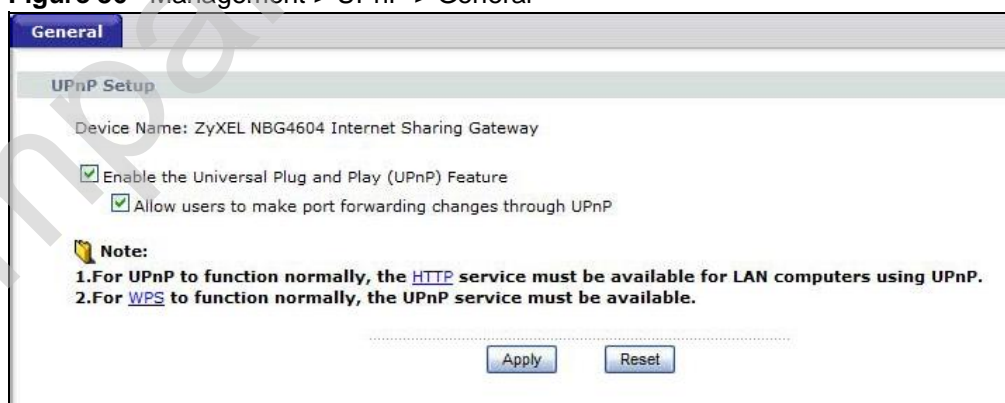 General
UPnP Setup
Device Name: ZyXEL NBG4604 Internet Sharing Gateway
Enable the Universal Plug and Play (UPnP) Feature
Allow users to make port forwarding changes through UPnP
Note:
1.For UPnP to function normally, the HTTP service must be available for LAN computers using UPnP.
2.For WPS to function normally, the UPnP service must be available.
Apply Reset